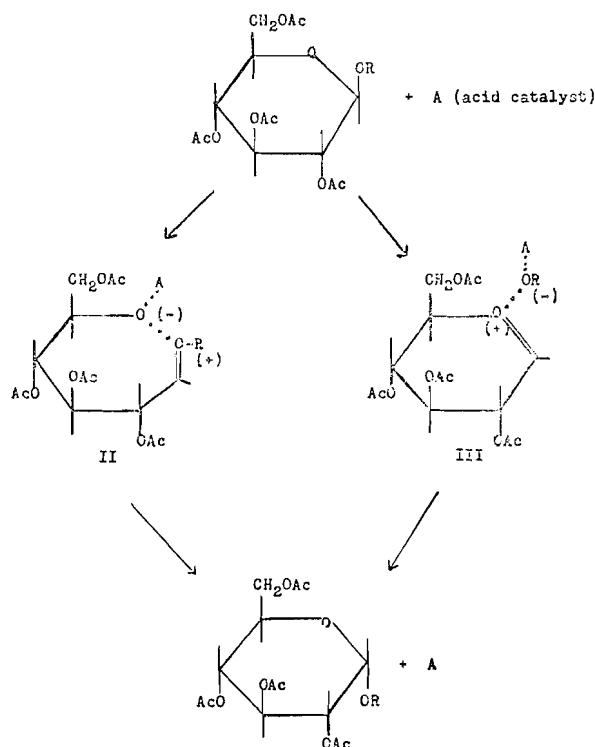 CH2OAc
O
OR
+ A (acid catalyst)
OAc
AcO
OAc
A
CH2OAc
O (-)
O-R
(+)
OAc
AcO
OAc
II
A
CH2OAc
OR
(-)
O
(+)
OAc
AcO
OAc
III
CH2OAc
O
+ A
OAc
AcO
OR
OAc